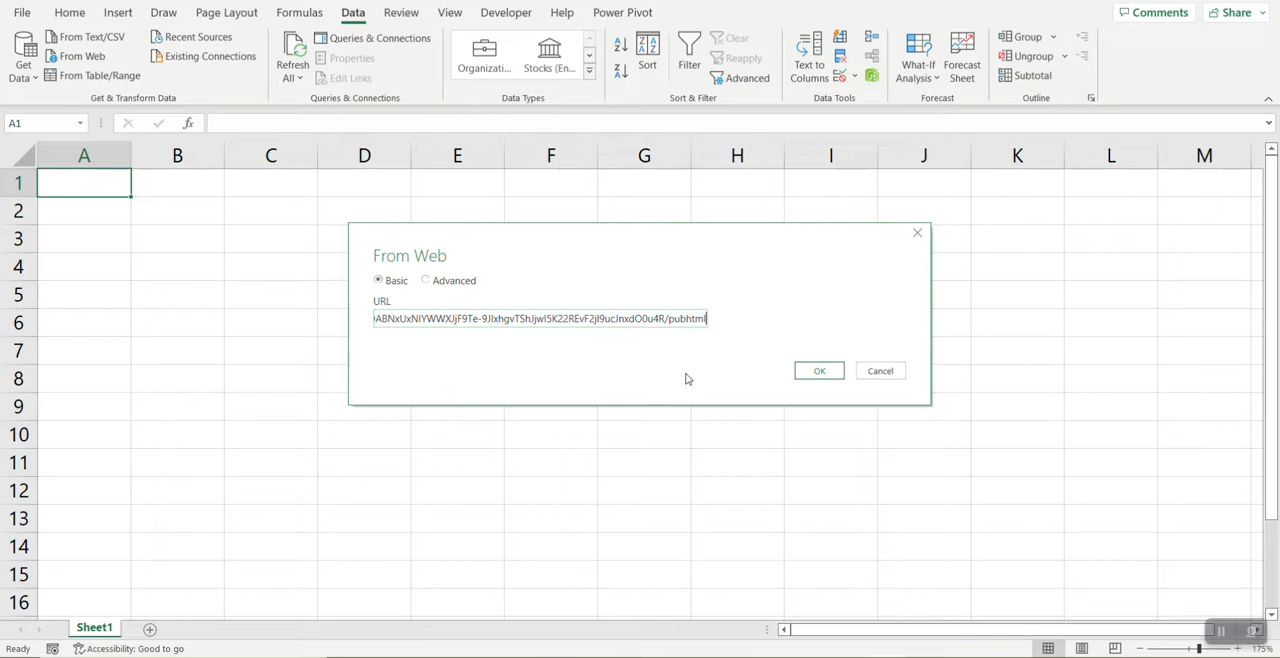 File Home Insert Draw Page Layout Formulas Data Review View Developer Help Power Pivot Comments Share
Get Data
From Text/CSV
From Web
From Table/Range
Recent Sources
Existing Connections
Get & Transform Data
Refresh All
Queries & Connections
Properties
Edit Links
Queries & Connections
Organizati...
Stocks (En...
Data Types
Sort
Filter
Clear
Reapply
Advanced
Sort & Filter
Text to Columns
Data Tools
What-If Analysis
Forecast Sheet
Forecast
Group
Ungroup
Subtotal
Outline
A1
fx
A B C D E F G H I J K L M
1
2
3
4
5
6
7
8
9
10
11
12
13
14
15
16
From Web
Basic Advanced
URL
/pubhtml
OK Cancel
Sheet1
Ready Accessibility: Good to go 175%